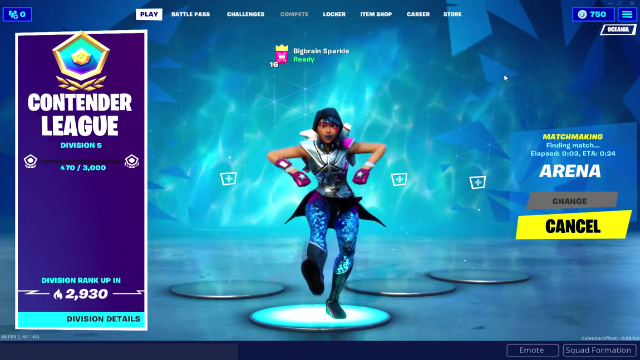 0
PLAY
BATTLE PASS
CHALLENGES
COMPETE
LOCKER
ITEM SHOP
CAREER
STORE
750
OCEANIA
Bigbrain Sparkle
Ready
16
CONTENDER
LEAGUE
DIVISION 5
470 / 3,000
DIVISION RANK UP IN
2,930
DIVISION DETAILS
MATCHMAKING
Finding match...
Elapsed: 0:03, ETA: 0:24
ARENA
CHANGE
CANCEL
Emote
Squad Formation